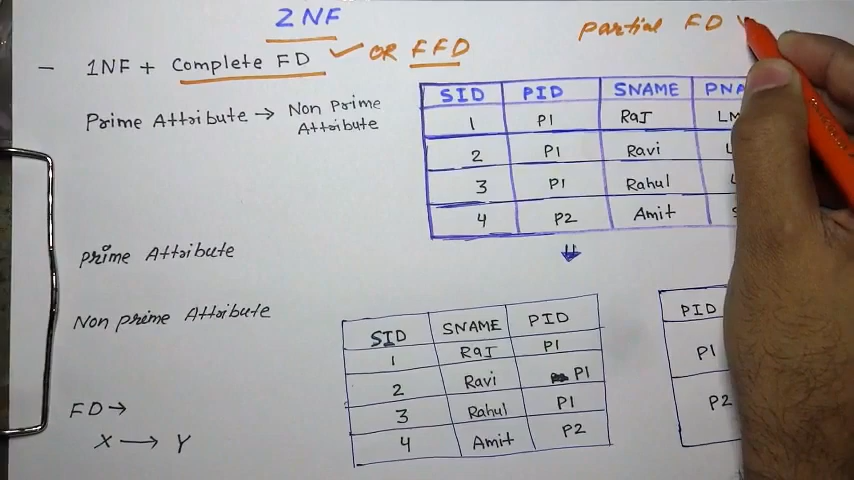 2NF
partial FD
- 1NF + Complete FD ✓ OR FFD
Prime Attribute → Non Prime
Attribute
SID PID SNAME PNA
1 P1 RaJ LM
2 P1 Ravi
3 P1 Rahul
4 P2 Amit
⇓
Prime Attribute
Non prime Attribute
SID SNAME PID
1 RaJ P1
2 Ravi P1
3 Rahul P1
4 Amit P2
PID
P1
P2
FD →
X → Y